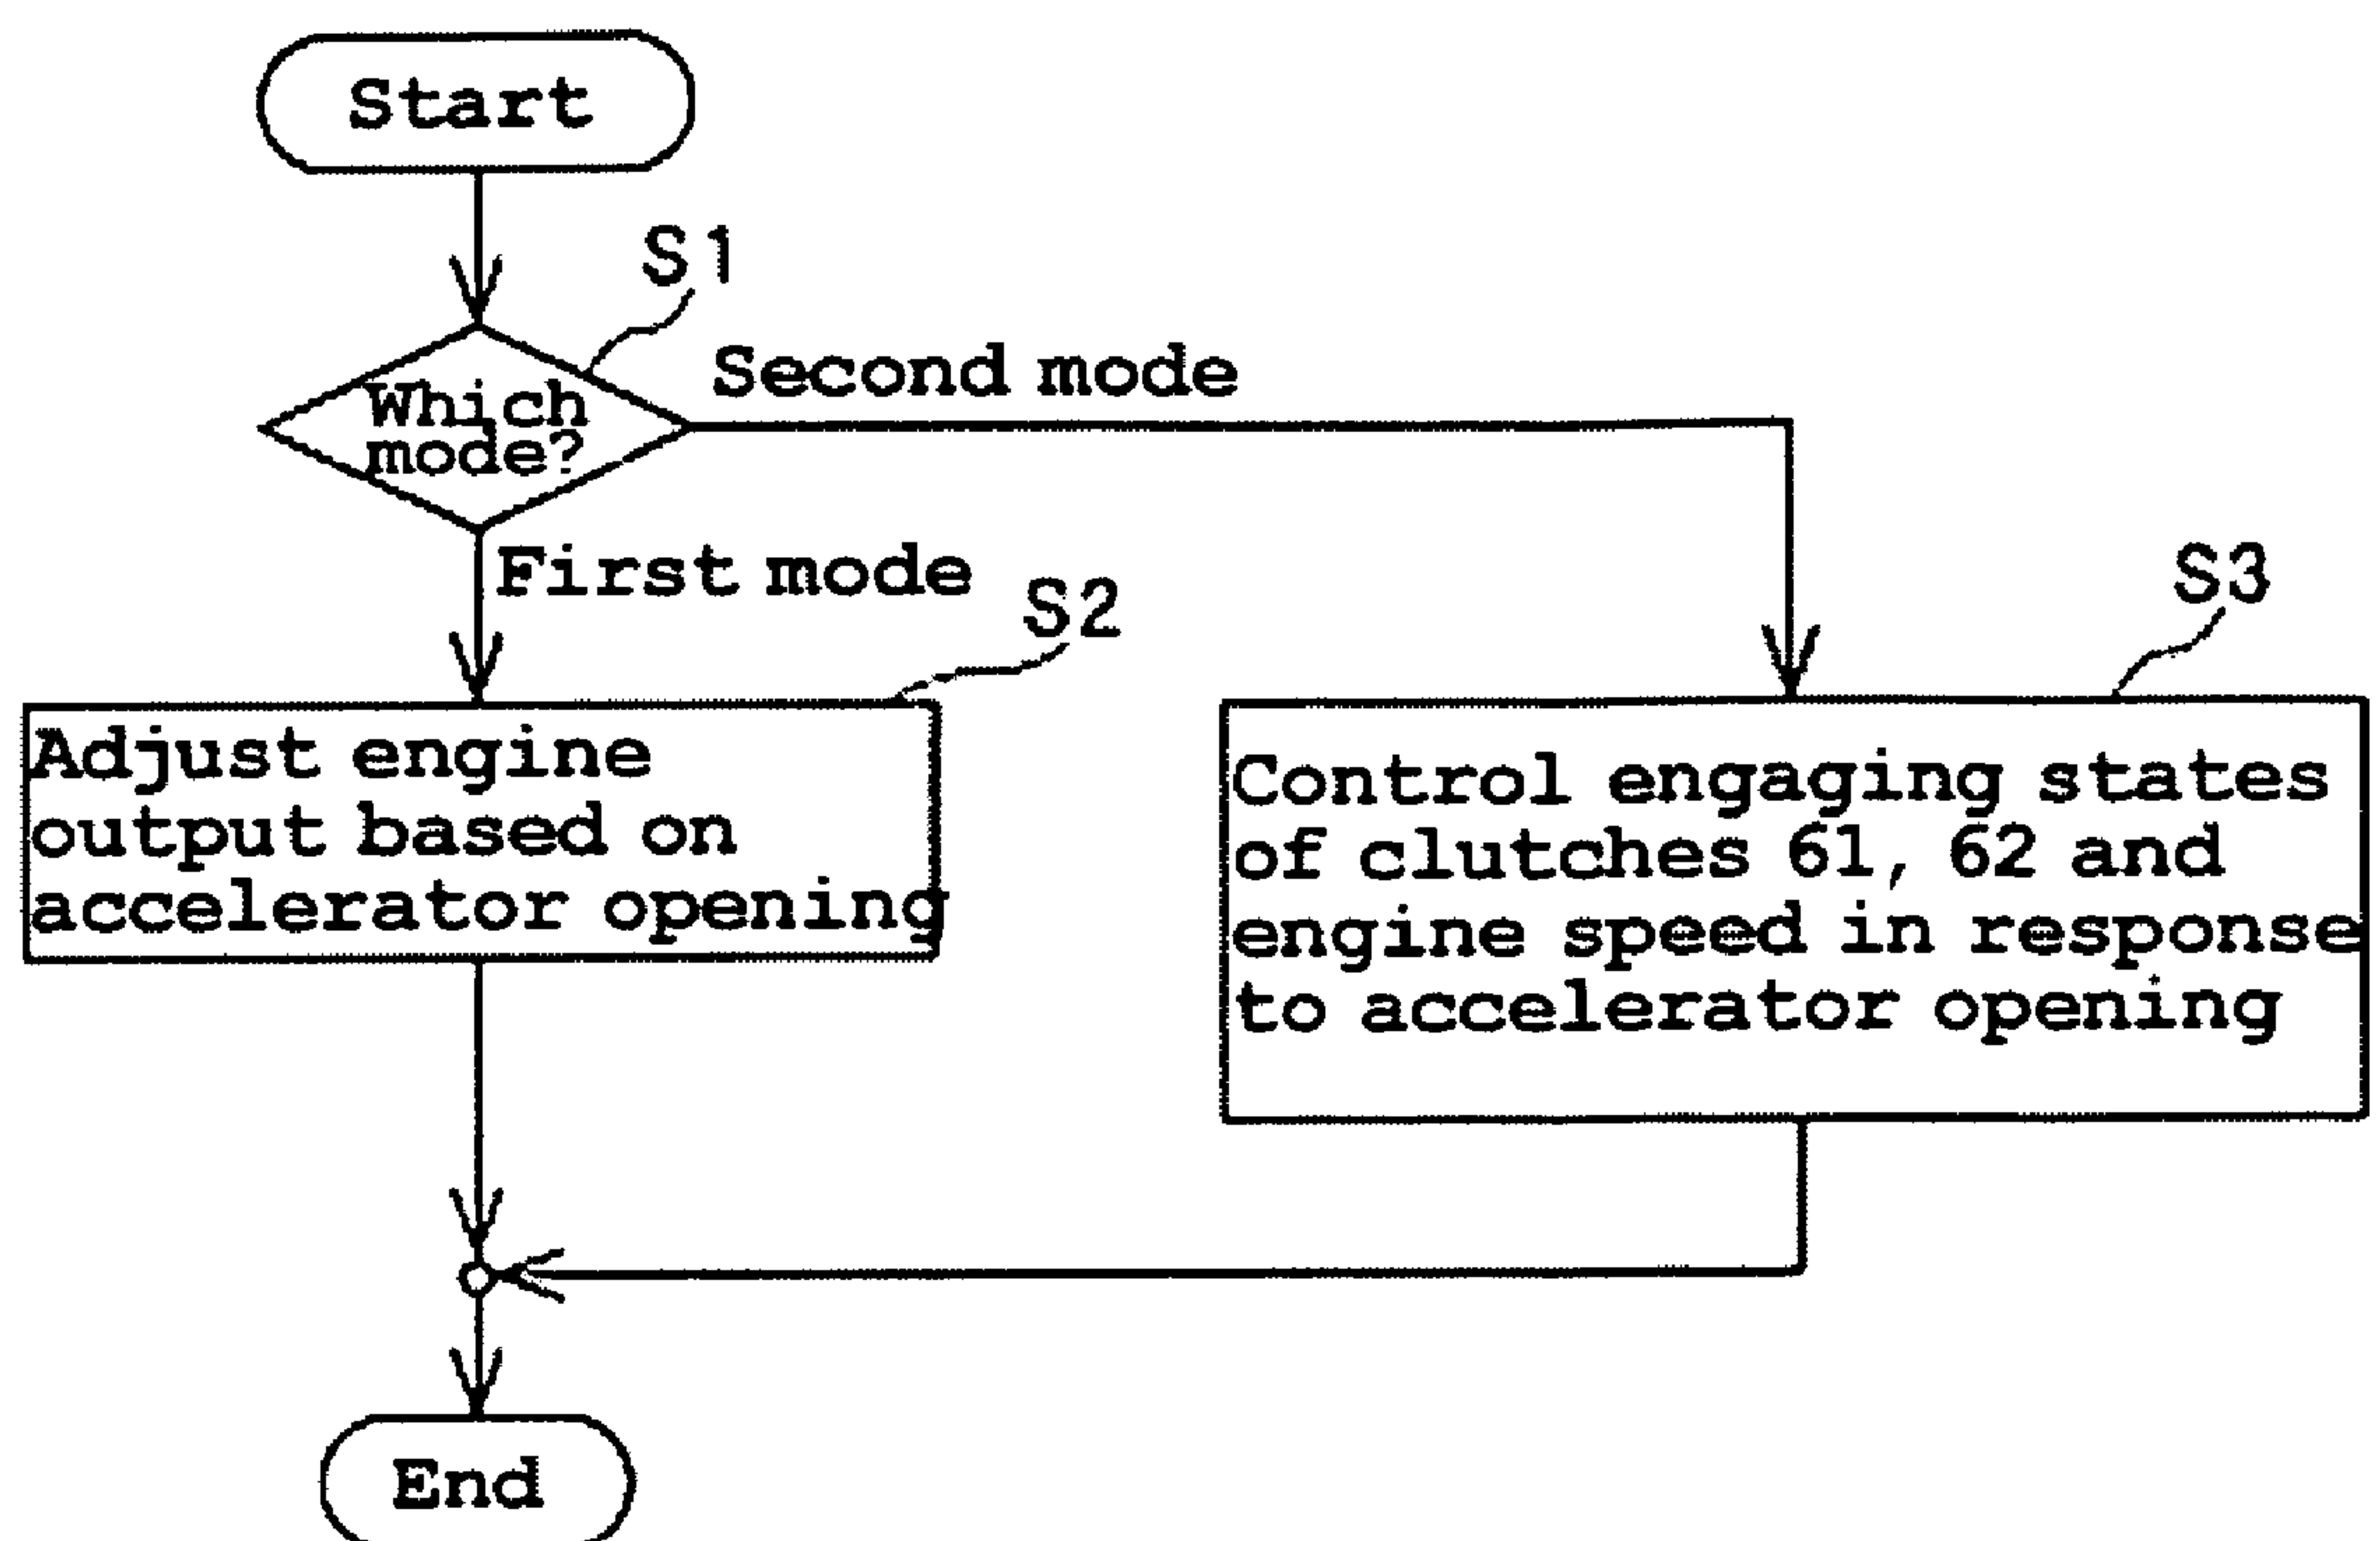 Start
S1
Which
mode?
Second mode
First mode
S2
S3
Adjust engine
output based on
accelerator opening
Control engaging states
of clutches 61, 62 and
engine speed in response
to accelerator opening
End